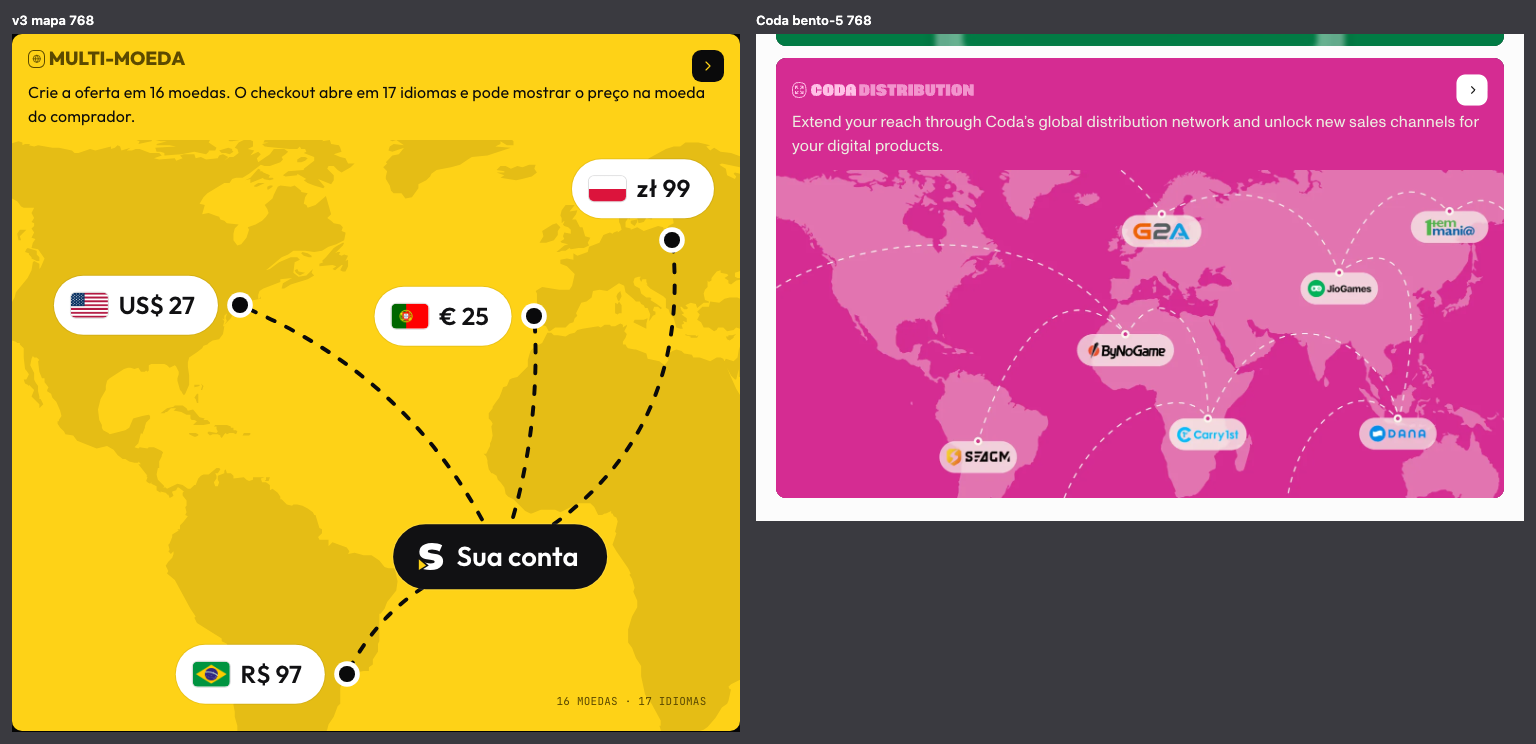 v3 mapa 768
MULTI-MOEDA
Crie a oferta em 16 moedas. O checkout abre em 17 idiomas e pode mostrar o preço na moeda
do comprador.
zł 99
US$ 27
€ 25
S Sua conta
R$ 97
16 MOEDAS · 17 IDIOMAS
Coda bento-5 768
CODA DISTRIBUTION
Extend your reach through Coda's global distribution network and unlock new sales channels for
your digital products.
G2A
1tem
mani@
JioGames
ByNoGame
Carry1st
DANA
SEAGM